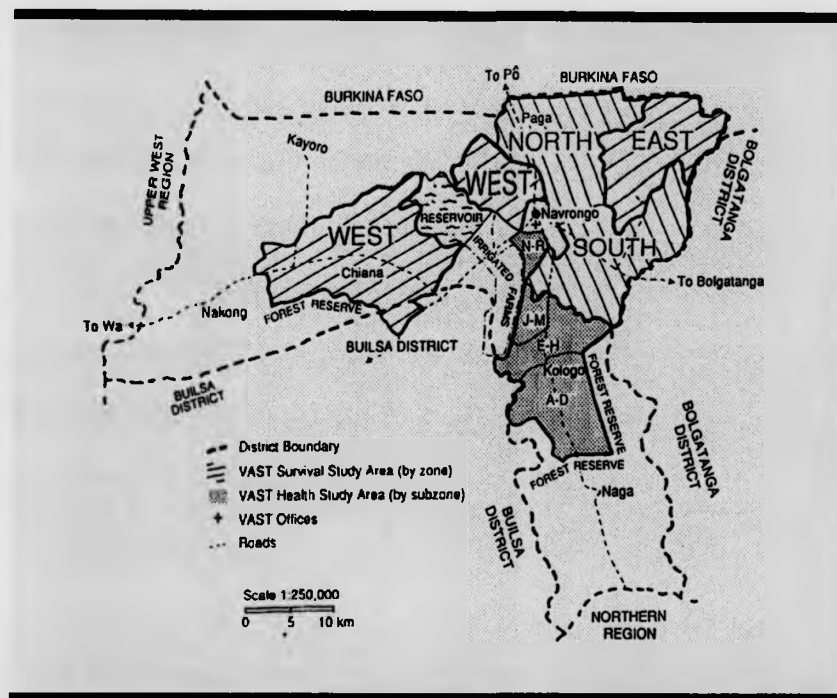 To Pô
BURKINA FASO
BURKINA FASO
Paga
NORTH
EAST
Kayoro
UPPER WEST
REGION
WEST
BOLGATANGA
DISTRICT
RESERVOIR
Navrongo
WEST
IRRIGATED
FARMS
N-R
SOUTH
Chiana
To Bolgatanga
Nakong
FOREST RESERVE
To Wa
J-M
BUILSA DISTRICT
E-H
Kologo
BUILSA
DISTRICT
A-D
FOREST RESERVE
BOLGATANGA
DISTRICT
District Boundary
VAST Survival Study Area (by zone)
FOREST RESERVE
VAST Health Study Area (by subzone)
Naga
VAST Offices
BUILSA
DISTRICT
Roads
Scale 1:250,000
0 5 10 km
NORTHERN
REGION